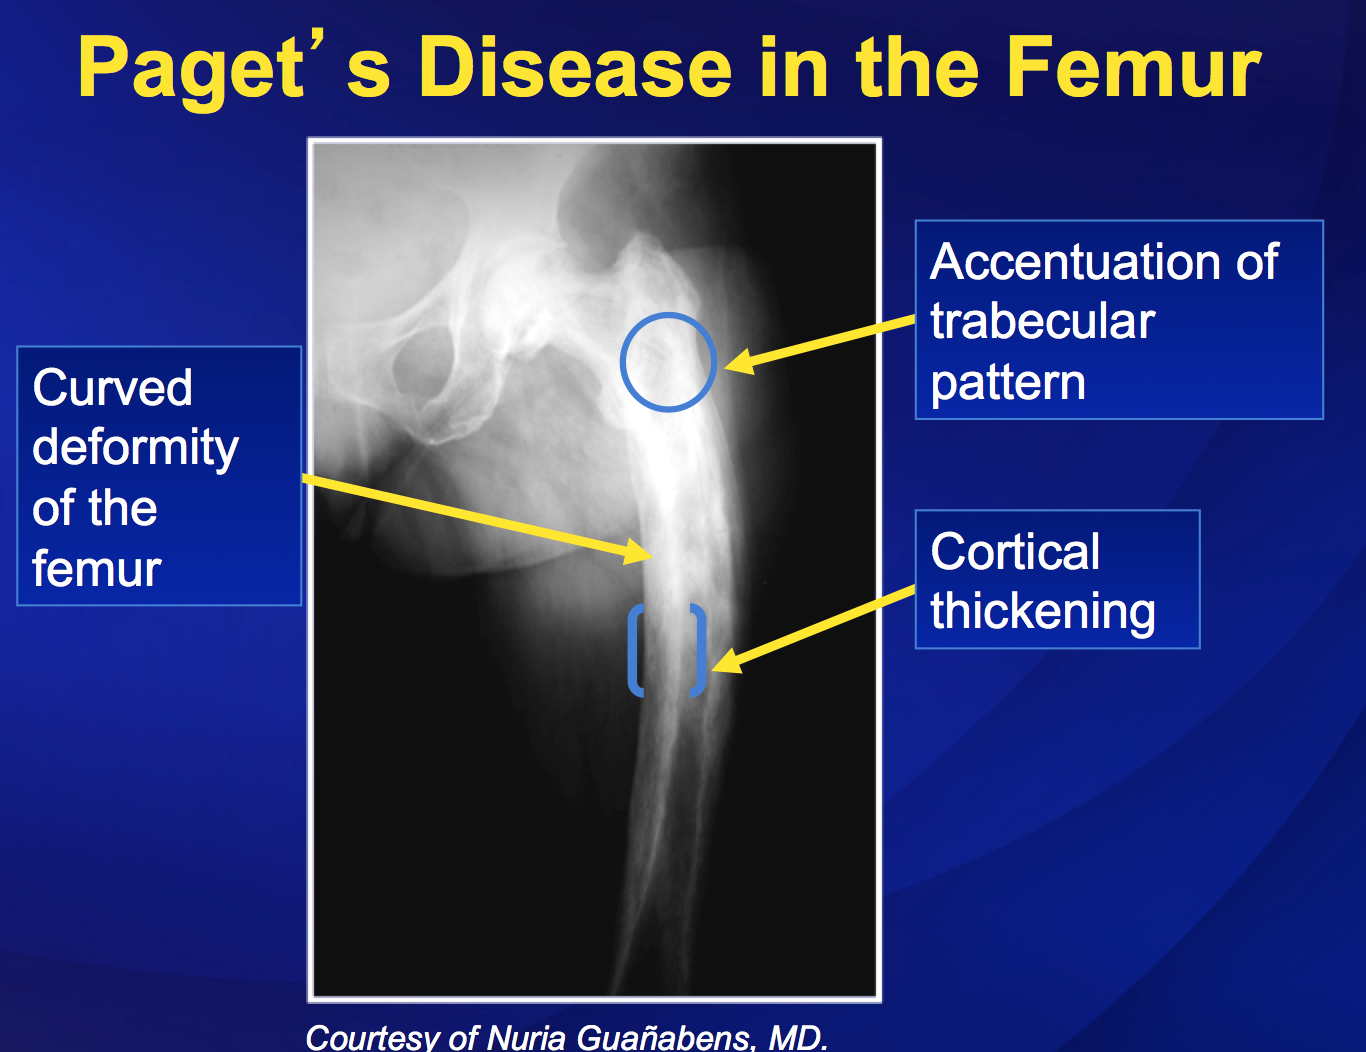 Paget’s Disease in the Femur
Accentuation of
trabecular
pattern
Curved
deformity
of the
femur
Cortical
thickening
Courtesy of Nuria Guañabens, MD.